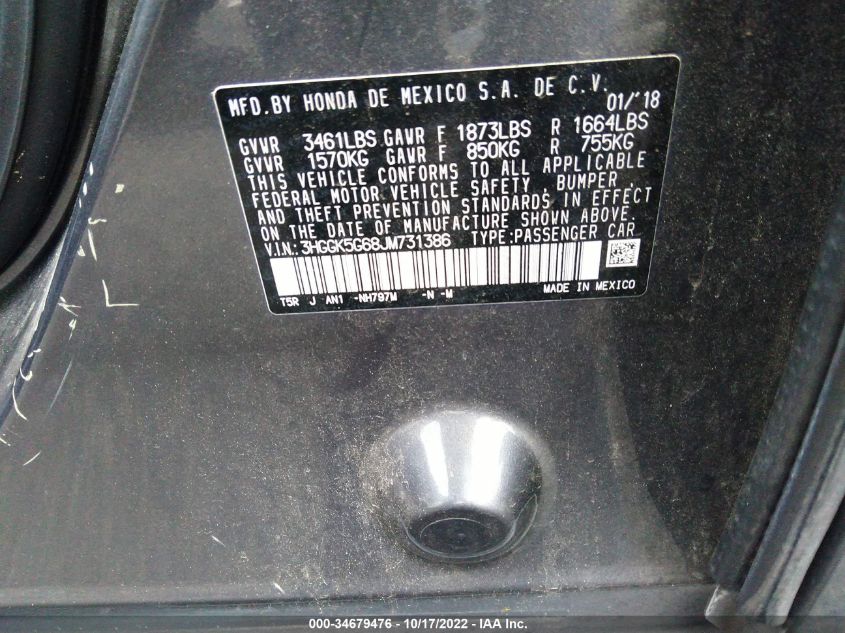 MFD.BY HONDA DE MEXICO S.A. DE C.V. 01/'18
GVWR 3461LBS GAWR F 1873LBS R 1664LBS
GVWR 1570KG GAWR F 850KG R 755KG
THIS VEHICLE CONFORMS TO ALL APPLICABLE
FEDERAL MOTOR VEHICLE SAFETY, BUMPER,
AND THEFT PREVENTION STANDARDS IN EFFECT
ON THE DATE OF MANUFACTURE SHOWN ABOVE.
V.I.N.: 3HGGK5G68JM731386 TYPE:PASSENGER CAR
T5R J AN1 -NH797M -N -M MADE IN MEXICO
000-34679476 - 10/17/2022 - IAA Inc.